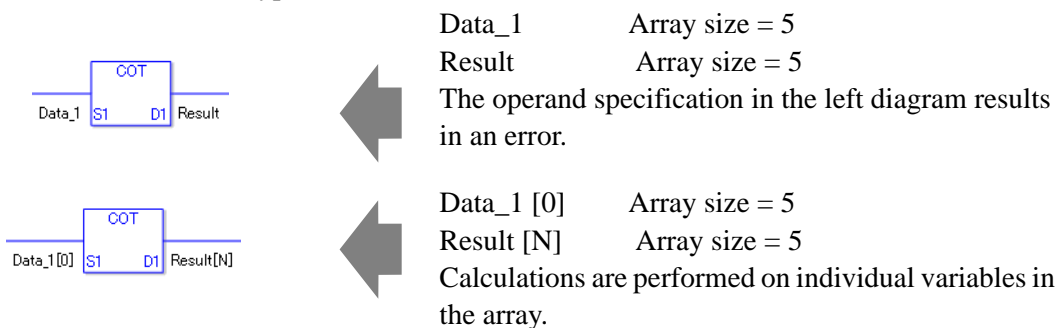 Data_1 Array size = 5
Result Array size = 5
The operand specification in the left diagram results
in an error.
COT
Data_1 S1 D1 Result
Data_1 [0] Array size = 5
Result [N] Array size = 5
Calculations are performed on individual variables in
the array.
COT
Data_1[0] S1 D1 Result[N]